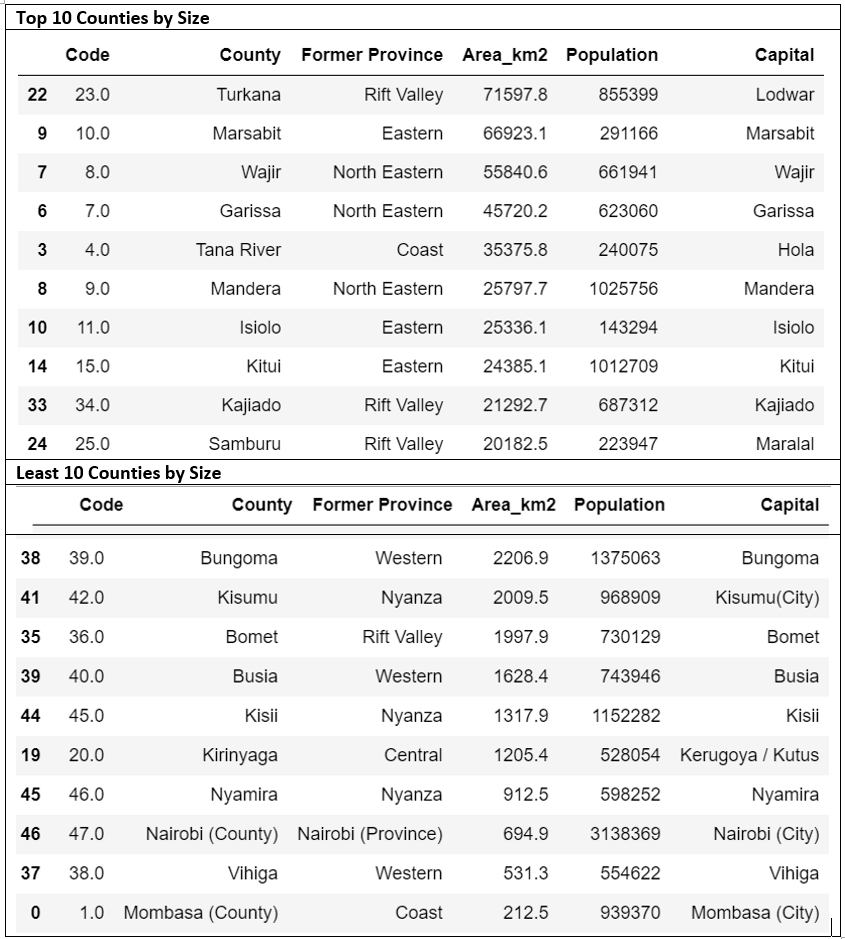 Top 10 Counties by Size
Code County Former Province Area_km2 Population Capital
22 23.0 Turkana Rift Valley 71597.8 855399 Lodwar
9 10.0 Marsabit Eastern 66923.1 291166 Marsabit
7 8.0 Wajir North Eastern 55840.6 661941 Wajir
6 7.0 Garissa North Eastern 45720.2 623060 Garissa
3 4.0 Tana River Coast 35375.8 240075 Hola
8 9.0 Mandera North Eastern 25797.7 1025756 Mandera
10 11.0 Isiolo Eastern 25336.1 143294 Isiolo
14 15.0 Kitui Eastern 24385.1 1012709 Kitui
33 34.0 Kajiado Rift Valley 21292.7 687312 Kajiado
24 25.0 Samburu Rift Valley 20182.5 223947 Maralal
Least 10 Counties by Size
Code County Former Province Area_km2 Population Capital
38 39.0 Bungoma Western 2206.9 1375063 Bungoma
41 42.0 Kisumu Nyanza 2009.5 968909 Kisumu(City)
35 36.0 Bomet Rift Valley 1997.9 730129 Bomet
39 40.0 Busia Western 1628.4 743946 Busia
44 45.0 Kisii Nyanza 1317.9 1152282 Kisii
19 20.0 Kirinyaga Central 1205.4 528054 Kerugoya / Kutus
45 46.0 Nyamira Nyanza 912.5 598252 Nyamira
46 47.0 Nairobi (County) Nairobi (Province) 694.9 3138369 Nairobi (City)
37 38.0 Vihiga Western 531.3 554622 Vihiga
0 1.0 Mombasa (County) Coast 212.5 939370 Mombasa (City)